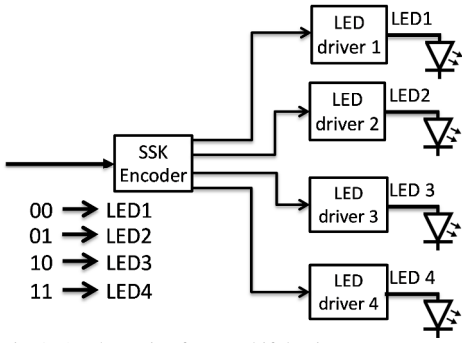 LED
driver 1
LED1
LED
driver 2
LED2
SSK
Encoder
LED
driver 3
LED 3
LED
driver 4
LED 4
00 → LED1
01 → LED2
10 → LED3
11 → LED4